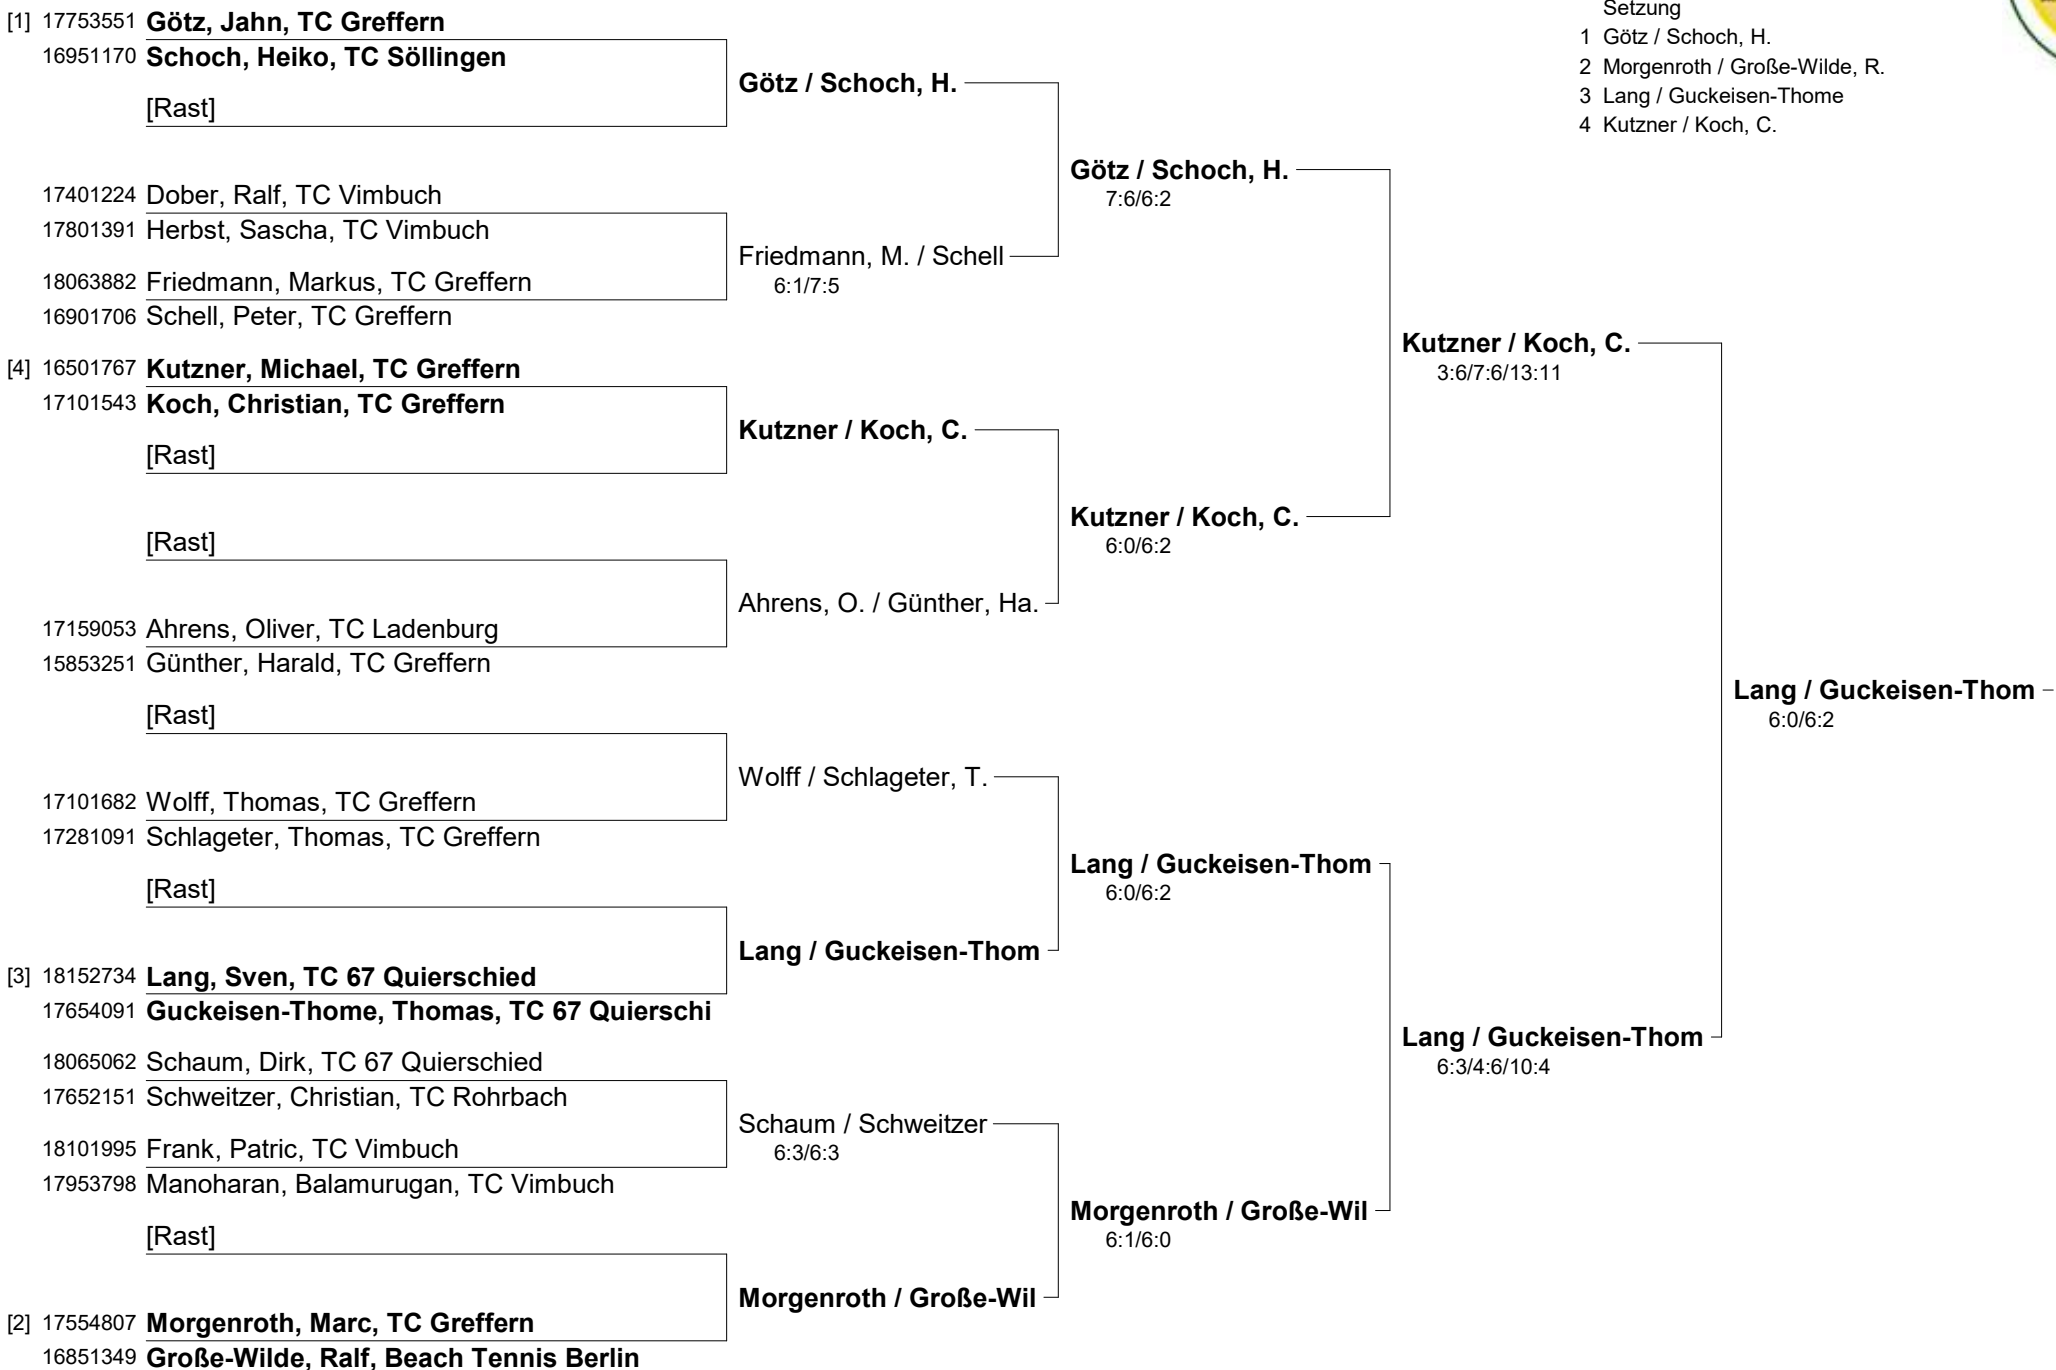 [1] 17753551 Götz, Jahn, TC Greffern
16951170 Schoch, Heiko, TC Söllingen
[Rast]
17401224 Dober, Ralf, TC Vimbuch
17801391 Herbst, Sascha, TC Vimbuch
18063882 Friedmann, Markus, TC Greffern
16901706 Schell, Peter, TC Greffern
[4] 16501767 Kutzner, Michael, TC Greffern
17101543 Koch, Christian, TC Greffern
[Rast]
[Rast]
17159053 Ahrens, Oliver, TC Ladenburg
15853251 Günther, Harald, TC Greffern
[Rast]
17101682 Wolff, Thomas, TC Greffern
17281091 Schlageter, Thomas, TC Greffern
[Rast]
[3] 18152734 Lang, Sven, TC 67 Quierschied
17654091 Guckeisen-Thome, Thomas, TC 67 Quierschi
18065062 Schaum, Dirk, TC 67 Quierschied
17652151 Schweitzer, Christian, TC Rohrbach
18101995 Frank, Patric, TC Vimbuch
17953798 Manoharan, Balamurugan, TC Vimbuch
[Rast]
[2] 17554807 Morgenroth, Marc, TC Greffern
16851349 Große-Wilde, Ralf, Beach Tennis Berlin
Götz / Schoch, H.
Friedmann, M. / Schell
6:1/7:5
Kutzner / Koch, C.
Ahrens, O. / Günther, Ha.
Wolff / Schlageter, T.
Lang / Guckeisen-Thom
Schaum / Schweitzer
6:3/6:3
Morgenroth / Große-Wil
Götz / Schoch, H.
7:6/6:2
Kutzner / Koch, C.
6:0/6:2
Lang / Guckeisen-Thom
6:0/6:2
Morgenroth / Große-Wil
6:1/6:0
Kutzner / Koch, C.
3:6/7:6/13:11
Lang / Guckeisen-Thom
6:3/4:6/10:4
Lang / Guckeisen-Thom
6:0/6:2
Setzung
1 Götz / Schoch, H.
2 Morgenroth / Große-Wilde, R.
3 Lang / Guckeisen-Thome
4 Kutzner / Koch, C.